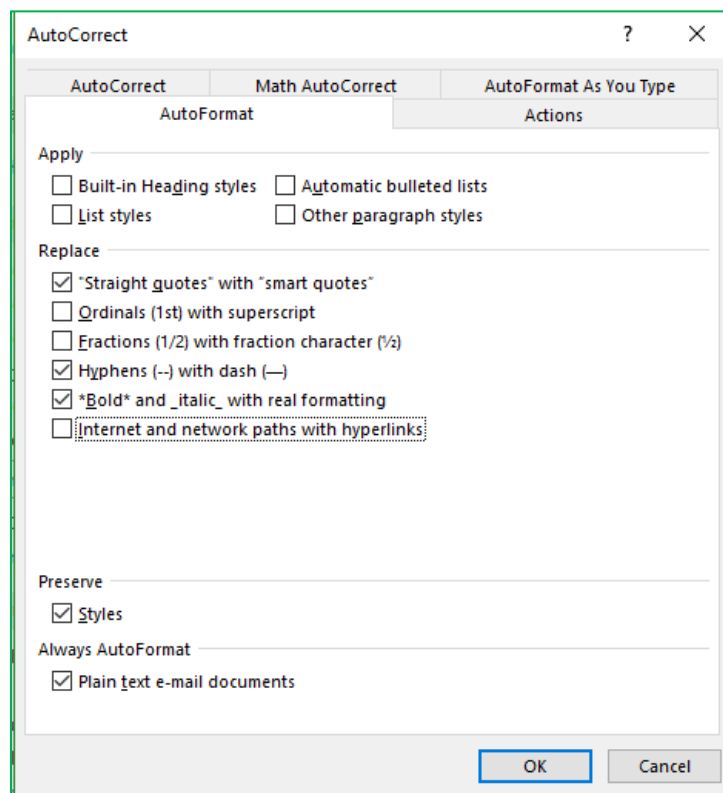 AutoCorrect ?
AutoCorrect Math AutoCorrect AutoFormat As You Type
AutoFormat Actions
Apply
Built-in Heading styles Automatic bulleted lists
List styles Other paragraph styles
Replace
"Straight quotes" with “smart quotes”
Ordinals (1st) with superscript
Fractions (1/2) with fraction character (½)
Hyphens (--) with dash (—)
*Bold* and _italic_ with real formatting
Internet and network paths with hyperlinks
Preserve
Styles
Always AutoFormat
Plain text e-mail documents
OK Cancel